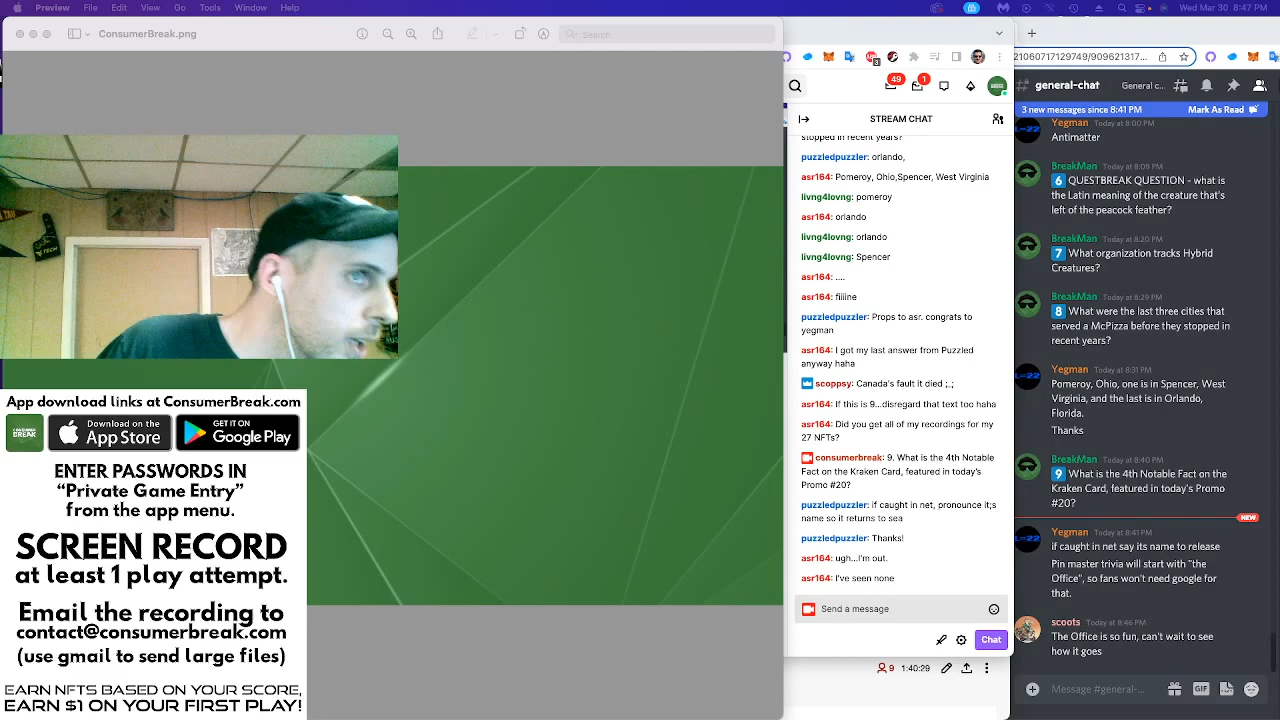 Preview File Edit View Go Tools Window Help
Wed Mar 30 8:47 PM
ConsumerBreak.png
Search
21060717129749/909621317...
49
1
3
STREAM CHAT
stopped in recent years?
puzzledpuzzler: orlando,
asr164: Pomeroy, Ohio,Spencer, West Virginia
livng4lovng: pomeroy
asr164: orlando
livng4lovng: orlando
livng4lovng: Spencer
asr164: ....
asr164: fiiiine
puzzledpuzzler: Props to asr. congrats to
yegman
asr164: I got my last answer from Puzzled
anyway haha
scoppsy: Canada's fault it died ;_;
asr164: If this is 9...disregard that text too haha
asr164: Did you get all of my recordings for my
27 NFTs?
consumerbreak: 9. What is the 4th Notable
Fact on the Kraken Card, featured in today's
Promo #20?
puzzledpuzzler: if caught in net, pronounce it;s
name so it returns to sea
puzzledpuzzler: Thanks!
asr164: ugh...I'm out.
asr164: I've seen none
Send a message
Chat
9 1:40:29
# general-chat General c...
3 new messages since 8:41 PM Mark As Read
Yegman Today at 8:00 PM
Antimatter
BreakMan Today at 8:09 PM
6 QUESTBREAK QUESTION - what is
the Latin meaning of creature that's
left of the peacock feather?
BreakMan Today at 8:20 PM
7 What organization tracks Hybrid
Creatures?
BreakMan Today at 8:29 PM
8 What were the last three cities that
served a McPizza before they stopped in
recent years?
Yegman Today at 8:31 PM
Pomeroy, Ohio, one is in Spencer, West
Virginia, and the last is in Orlando,
Florida.
Thanks
BreakMan Today at 8:40 PM
9 What is the 4th Notable Fact on the
Kraken Card, featured in today's Promo
#20?
NEW
Yegman Today at 8:41 PM
if caught in net say its name to release
Pin master trivia will start with "the
Office", so don't watch google for
that.
scoots Today at 8:46 PM
The Office is so fun, can't wait to see
how it goes
Message #general-...
GIF
App download links at ConsumerBreak.com
CONSUMER
BREAK
Download on the
App Store
GET IT ON
Google Play
ENTER PASSWORDS IN
“Private Game Entry”
from the app menu.
SCREEN RECORD
at least 1 play attempt.
Email the recording to
contact@consumerbreak.com
(use gmail to send large files)
EARN NFTS BASED ON YOUR SCORE,
EARN $1 ON YOUR FIRST PLAY!